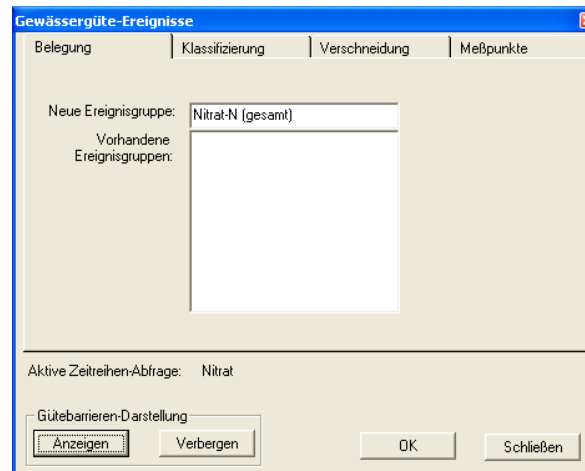 Gewässergüte-Ereignisse
Belegung Klassifizierung Verschneidung Meßpunkte
Neue Ereignisgruppe: Nitrat-N (gesamt)
Vorhandene
Ereignisgruppen:
Aktive Zeitreihen-Abfrage: Nitrat
Gütebarrieren-Darstellung
Anzeigen Verbergen OK Schließen